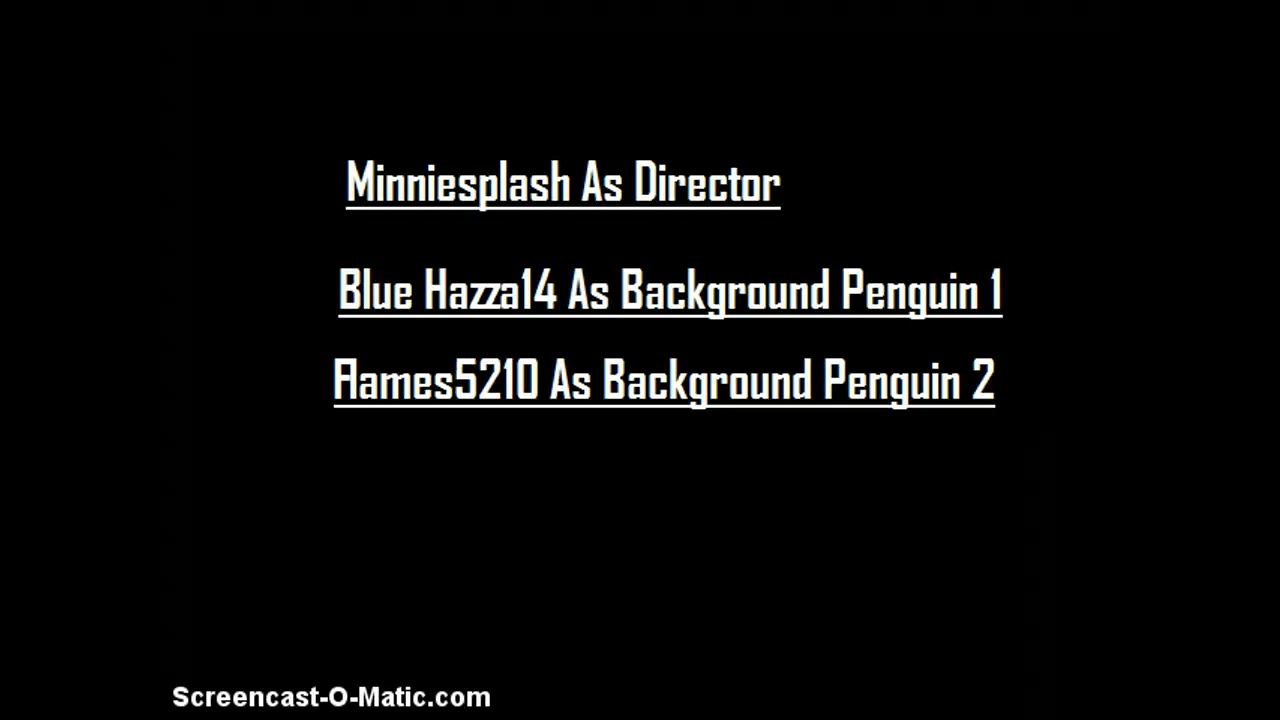 Minniesplash As Director
Blue Hazza14 As Background Penguin 1
Flames5210 As Background Penguin 2
Screencast-O-Matic.com